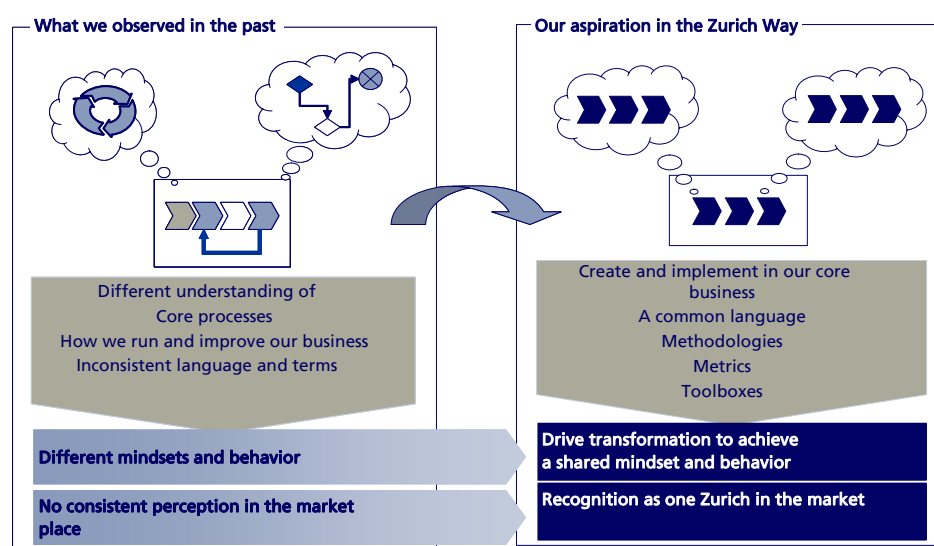 What we observed in the past
Different understanding of
Core processes
How we run and improve our business
Inconsistent language and terms
Different mindsets and behavior
No consistent perception in the market
place
Our aspiration in the Zurich Way
Create and implement in our core
business
A common language
Methodologies
Metrics
Toolboxes
Drive transformation to achieve
a shared mindset and behavior
Recognition as one Zurich in the market